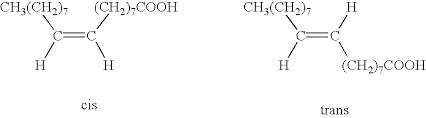 CH₃(CH₂)₇ (CH₂)₇COOH
C=C
H H
cis
CH₃(CH₂)₇ H
C=C
H (CH₂)₇COOH
trans